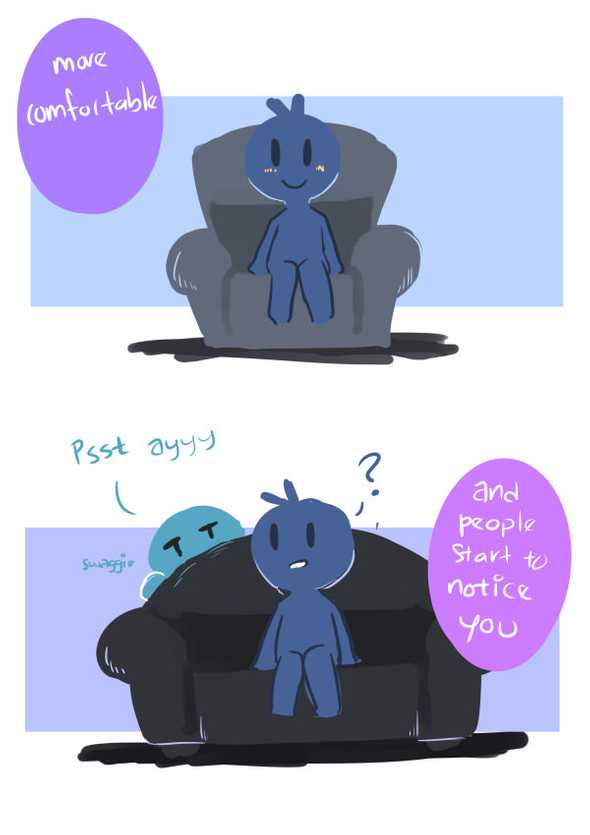 more
comfortable
Psst ayyy
?
swaggie
and
people
start to
notice
you